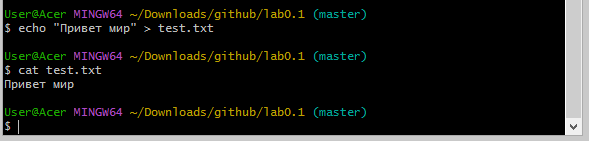 User@Acer MINGW64 ~/Downloads/github/lab0.1 (master)
$ echo "Привет мир" > test.txt
User@Acer MINGW64 ~/Downloads/github/lab0.1 (master)
$ cat test.txt
Привет мир
User@Acer MINGW64 ~/Downloads/github/lab0.1 (master)
$